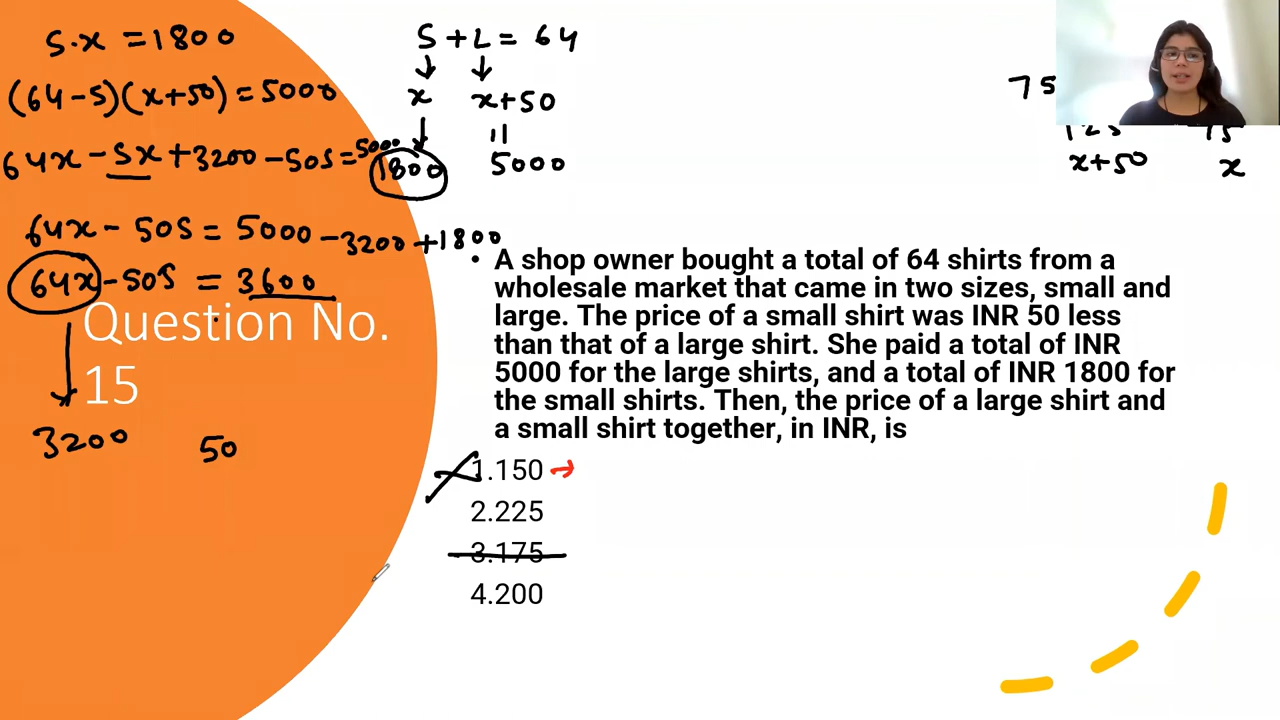 S.x = 1800
(64-S)(x+50) = 5000
64x - Sx + 3200 - 50S = 5000
64x - 50S = 5000 - 3200 + 1800
64x - 50S = 3600
3200 50
S + L = 64
x x+50
1800 5000
75
125 75
x+50 x
Question No.
15
• A shop owner bought a total of 64 shirts from a
wholesale market that came in two sizes, small and
large. The price of a small shirt was INR 50 less
than that of a large shirt. She paid a total of INR
5000 for the large shirts, and a total of INR 1800 for
the small shirts. Then, the price of a large shirt and
a small shirt together, in INR, is
1.150
2.225
3.175
4.200